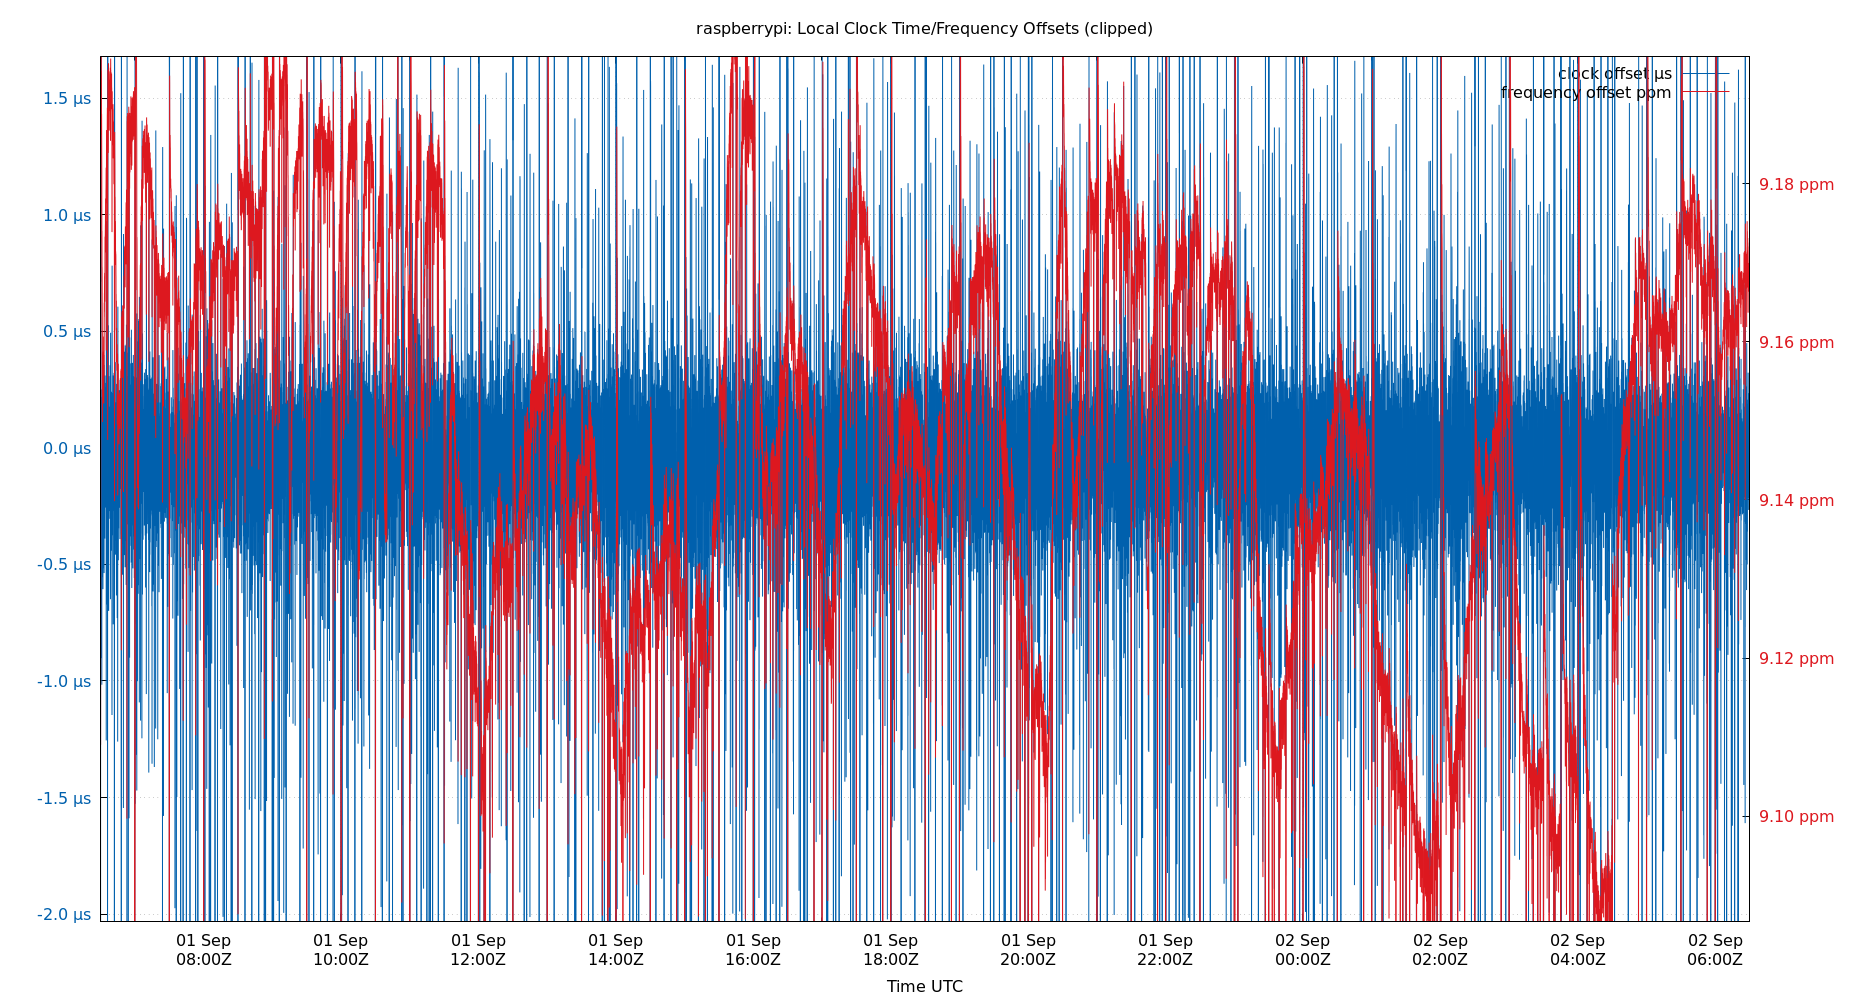 raspberrypi: Local Clock Time/Frequency Offsets (clipped)
clock offset µs
frequency offset ppm
1.5 µs
1.0 µs
0.5 µs
0.0 µs
-0.5 µs
-1.0 µs
-1.5 µs
-2.0 µs
9.18 ppm
9.16 ppm
9.14 ppm
9.12 ppm
9.10 ppm
01 Sep 01 Sep 01 Sep 01 Sep 01 Sep 01 Sep 01 Sep 01 Sep 02 Sep 02 Sep 02 Sep 02 Sep
08:00Z 10:00Z 12:00Z 14:00Z 16:00Z 18:00Z 20:00Z 22:00Z 00:00Z 02:00Z 04:00Z 06:00Z
Time UTC